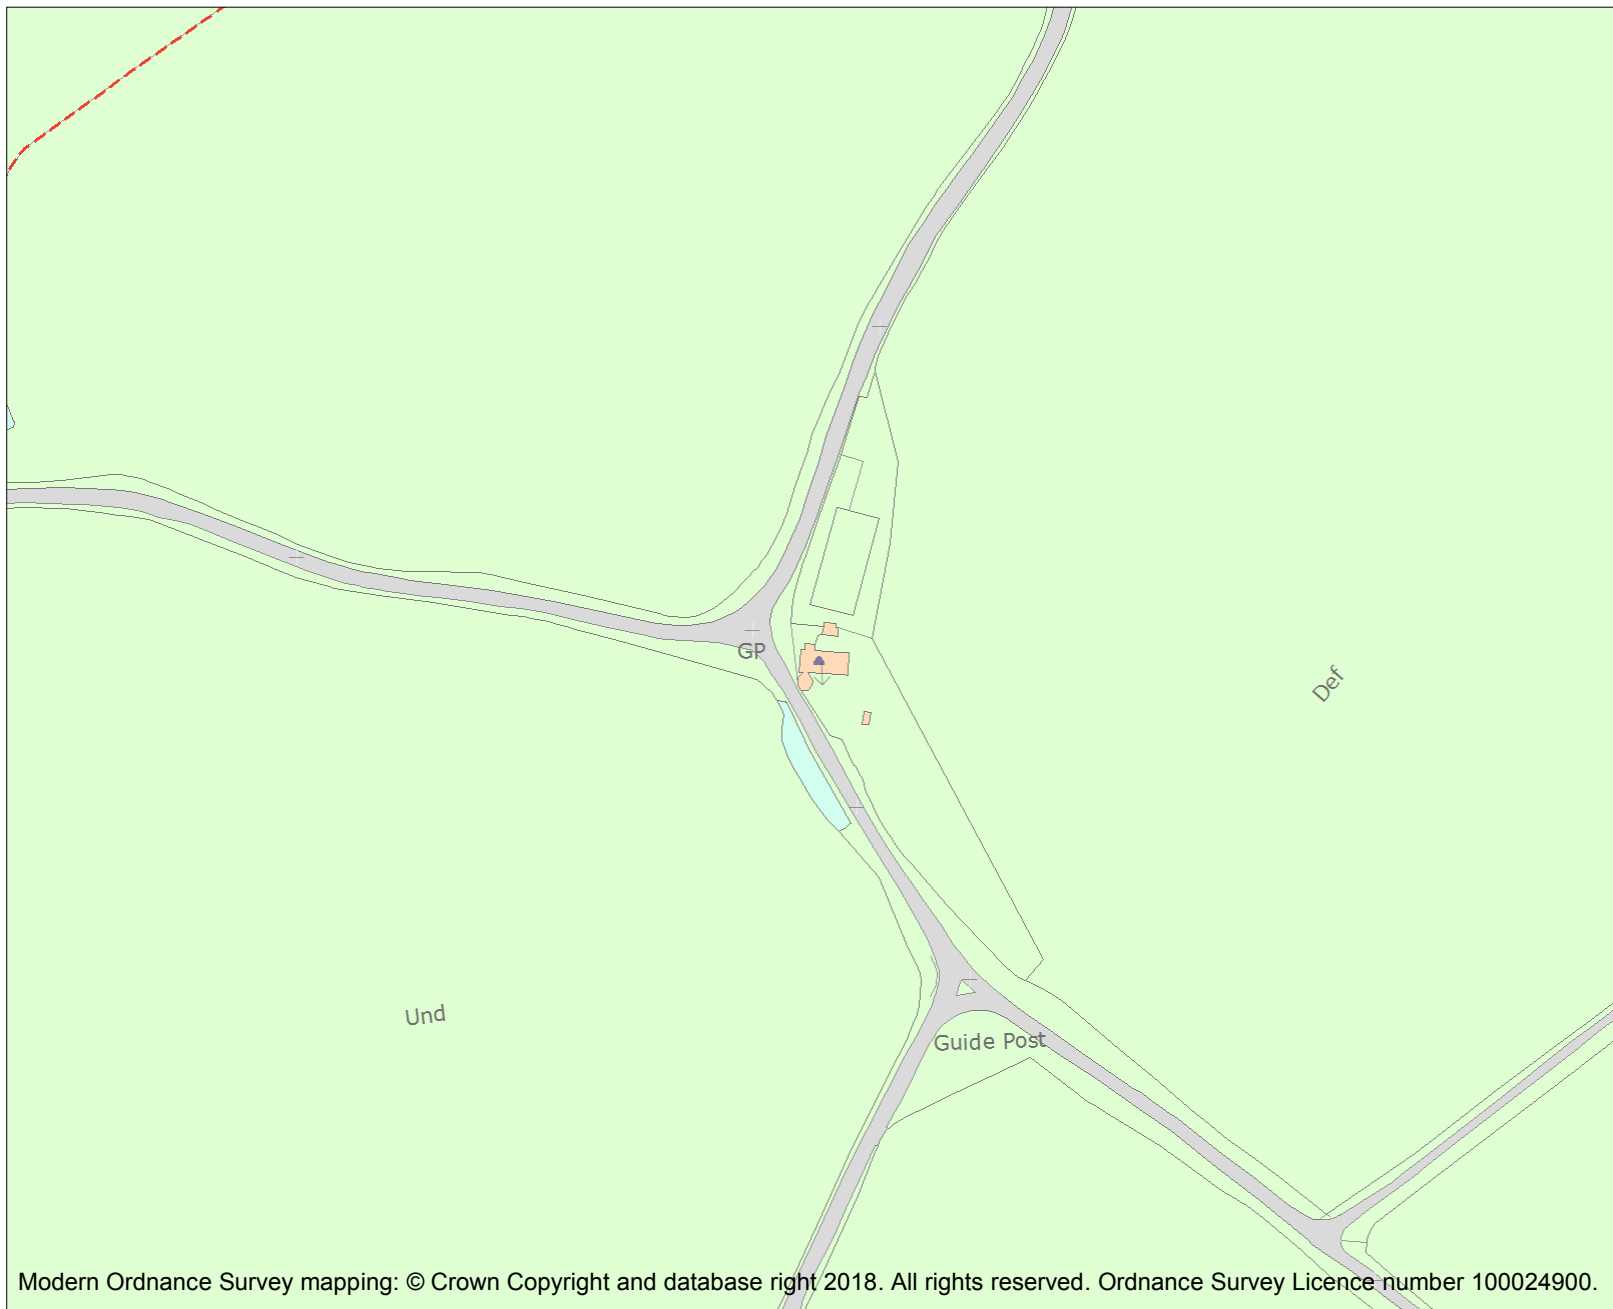 GP
Def
Und
Guide Post
Modern Ordnance Survey mapping: © Crown Copyright and database right 2018. All rights reserved. Ordnance Survey Licence number 100024900.